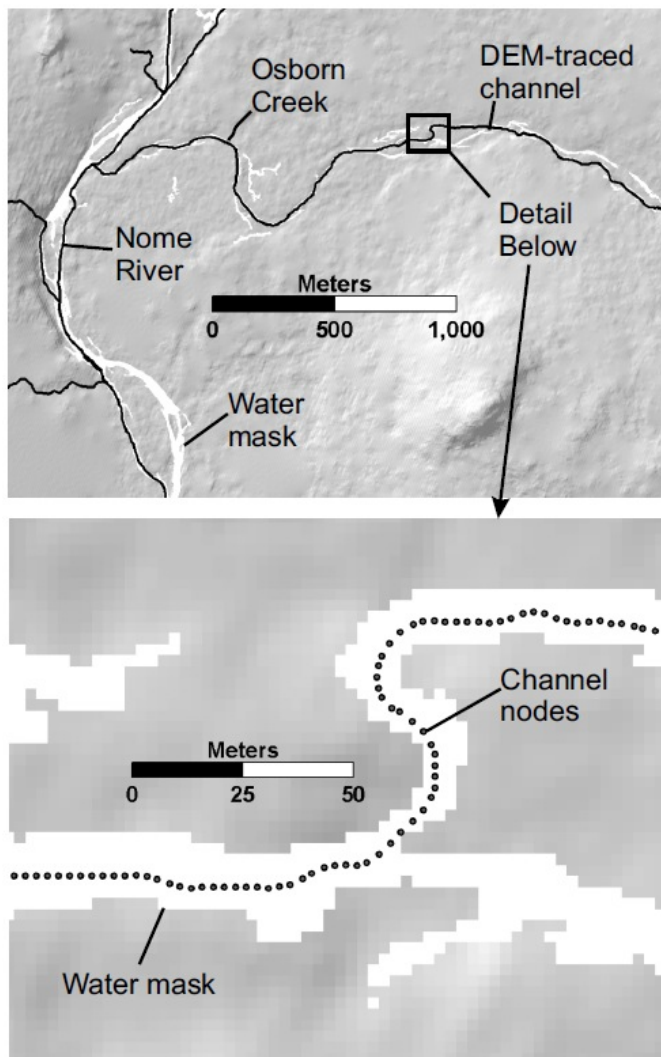 Osborn
Creek
DEM-traced
channel
Nome
River
Detail
Below
Meters
0 500 1,000
Water
mask
Channel
nodes
Meters
0 25 50
Water mask